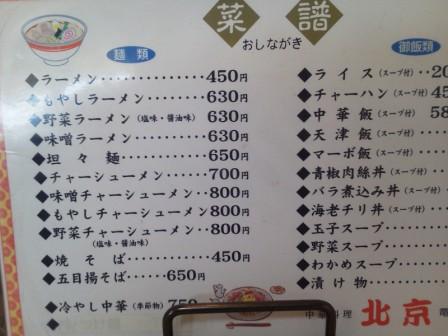 菜譜
おしながき
麺類
◆ラーメン・・・・・・・・・・・・・450円
◆もやしラーメン・・・・・・・630円
◆野菜ラーメン(塩味・醤油味) 630円
◆味噌ラーメン・・・・・・・・・630円
◆坦々麺・・・・・・・・・・・・・650円
◆チャーシューメン・・・・・700円
◆味噌チャーシューメン・・800円
◆もやしチャーシューメン・800円
◆野菜チャーシューメン・・800円
(塩味・醤油味)
◆焼そば・・・・・・・・・・・450円
◆五目揚そば・・・・・650円
◆冷やし中華(季節物)
御飯類
◆ライス(スープ付)
◆チャーハン(スープ付)
◆中華飯(スープ付)
◆天津飯(スープ付)
◆マーボ飯(スープ付)
◆青椒肉絲丼(スープ付)
◆バラ煮込み丼(スープ付)
◆海老チリ丼(スープ付)
◆玉子スープ
◆野菜スープ
◆わかめスープ
◆漬け物
中華料理 北京